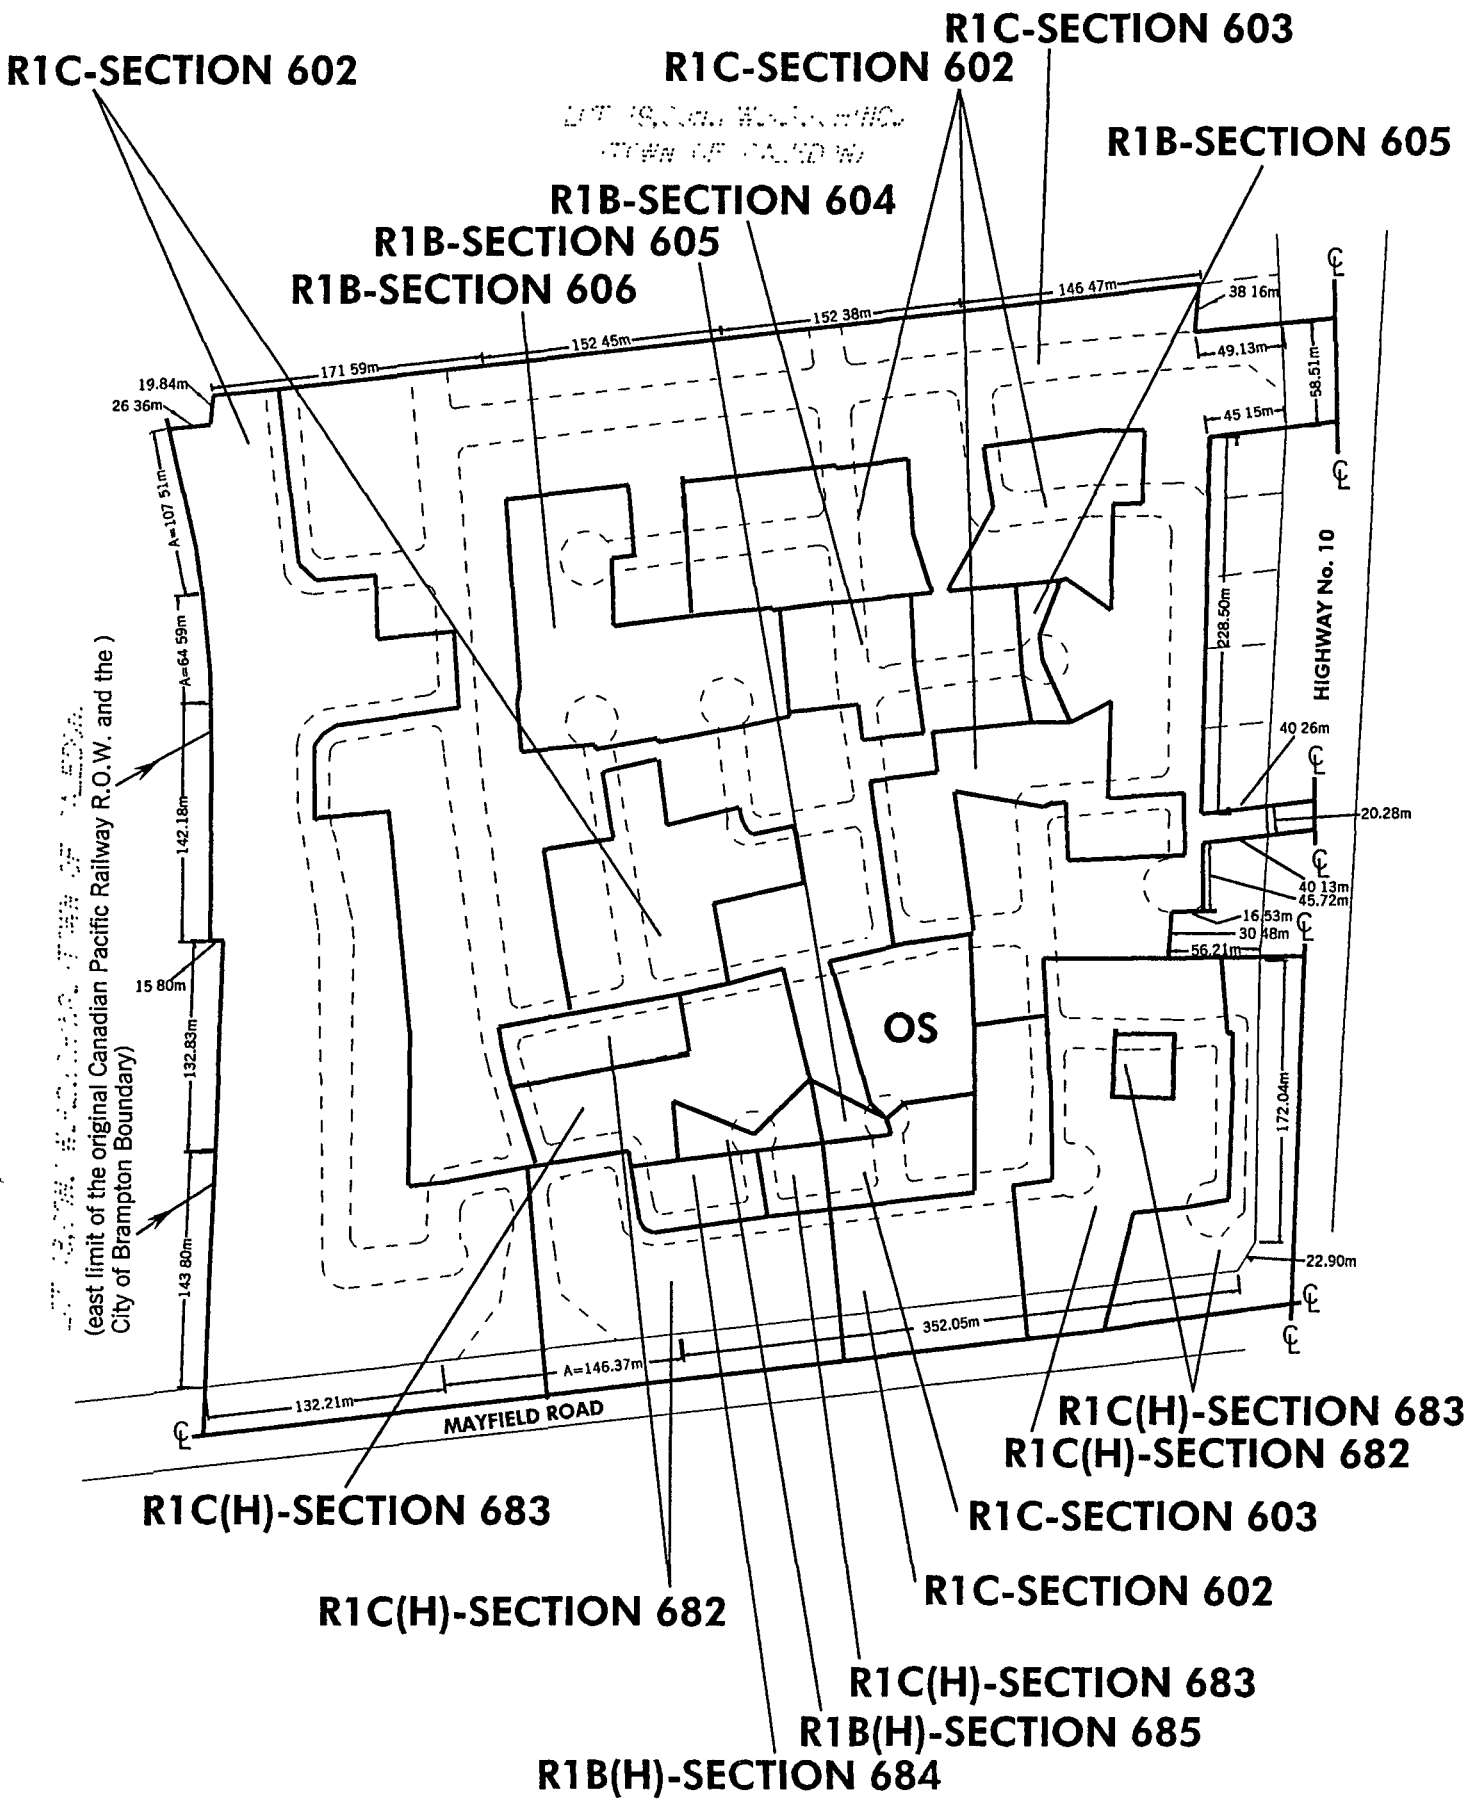 R1C-SECTION 603
R1C-SECTION 602
R1C-SECTION 602
R1B-SECTION 605
R1B-SECTION 604
R1B-SECTION 605
R1B-SECTION 606
146 47m
38 16m
152 38m
152 45m
171 59m
49.13m
58.51m
19.84m
26 36m
45 15m
A=107 51m
HIGHWAY No. 10
228.50m
A=64 59m
40 26m
20.28m
142.18m
40 13m
45.72m
16.53m
30 48m
56.21m
15 80m
OS
132.83m
172.04m
(east limit of the original Canadian Pacific Railway R.O.W. and the )
City of Brampton Boundary)
143 80m
22.90m
352.05m
A=146.37m
132.21m
MAYFIELD ROAD
R1C(H)-SECTION 683
R1C(H)-SECTION 682
R1C(H)-SECTION 683
R1C-SECTION 603
R1C-SECTION 602
R1C(H)-SECTION 682
R1C(H)-SECTION 683
R1B(H)-SECTION 685
R1B(H)-SECTION 684